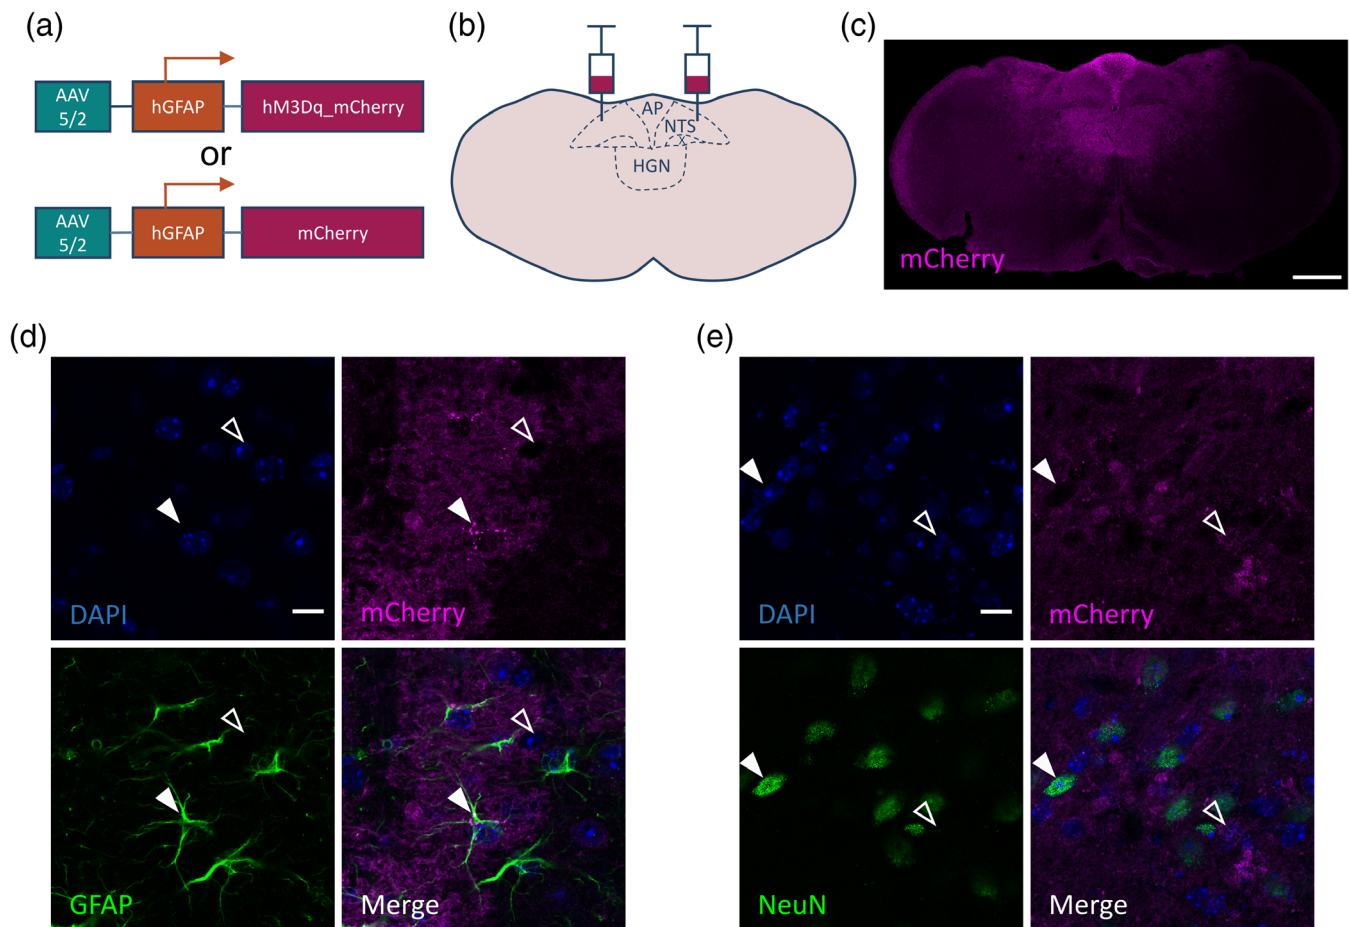 (a)
AAV
5/2
hGFAP
hM3Dq_mCherry
or
AAV
5/2
hGFAP
mCherry
(b)
AP
NTS
X
HGN
(c)
mCherry
(d)
DAPI
mCherry
GFAP
Merge
(e)
DAPI
mCherry
NeuN
Merge